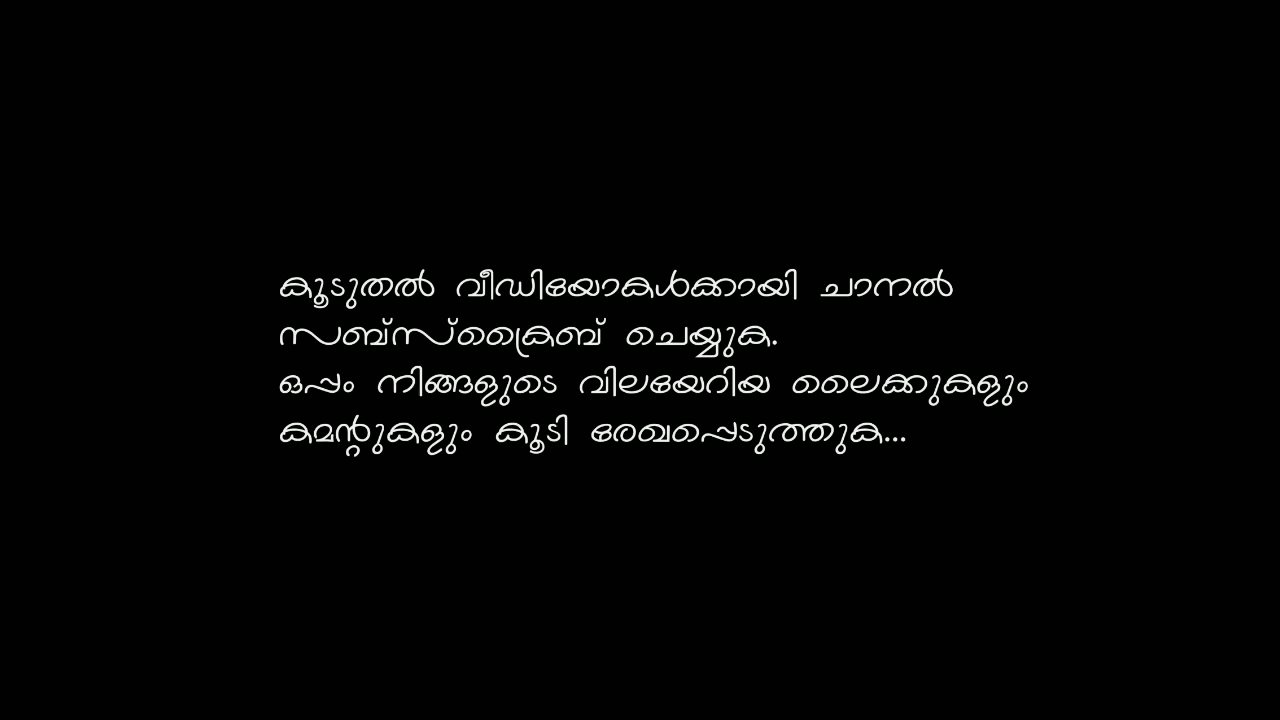 കൂടുതൽ വീഡിയോകൾക്കായി ചാനൽ
സബ്സ്ക്രൈബ് ചെയ്യുക.
ഒപ്പം നിങ്ങളുടെ വിലയേറിയ ലൈക്കുകളും
കമന്റുകളും കൂടി രേഖപ്പെടുത്തുക...